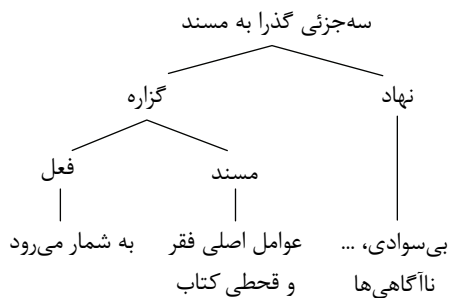 سه‌جزئی گذرا به مسند
نهاد
گزاره
مسند
فعل
بی‌سوادی، ...
ناآگاهی‌ها
عوامل اصلی فقر
و قحطی کتاب
به شمار می‌رود